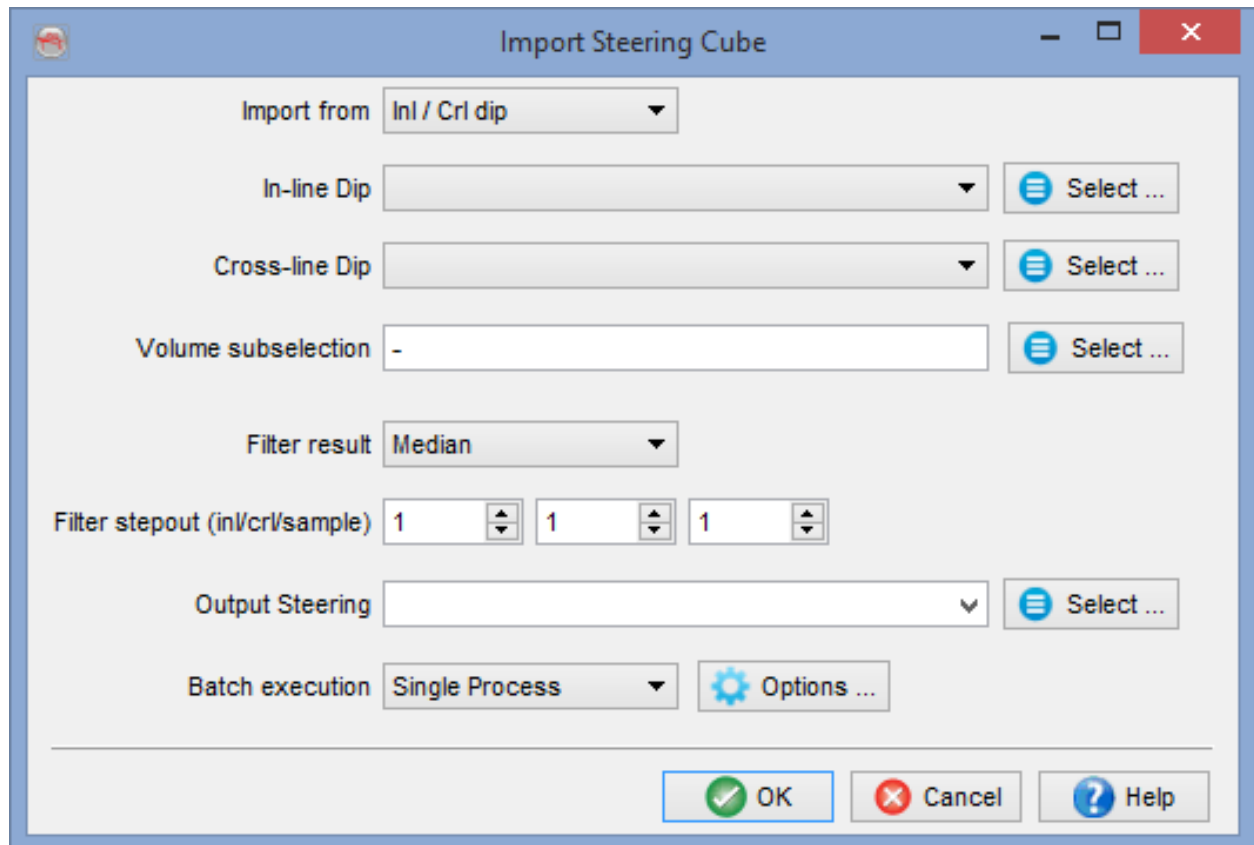 Import Steering Cube
Import from Inl / Crl dip
In-line Dip Select ...
Cross-line Dip Select ...
Volume subselection - Select ...
Filter result Median
Filter stepout (inl/crl/sample) 1 1 1
Output Steering Select ...
Batch execution Single Process Options ...
OK Cancel Help